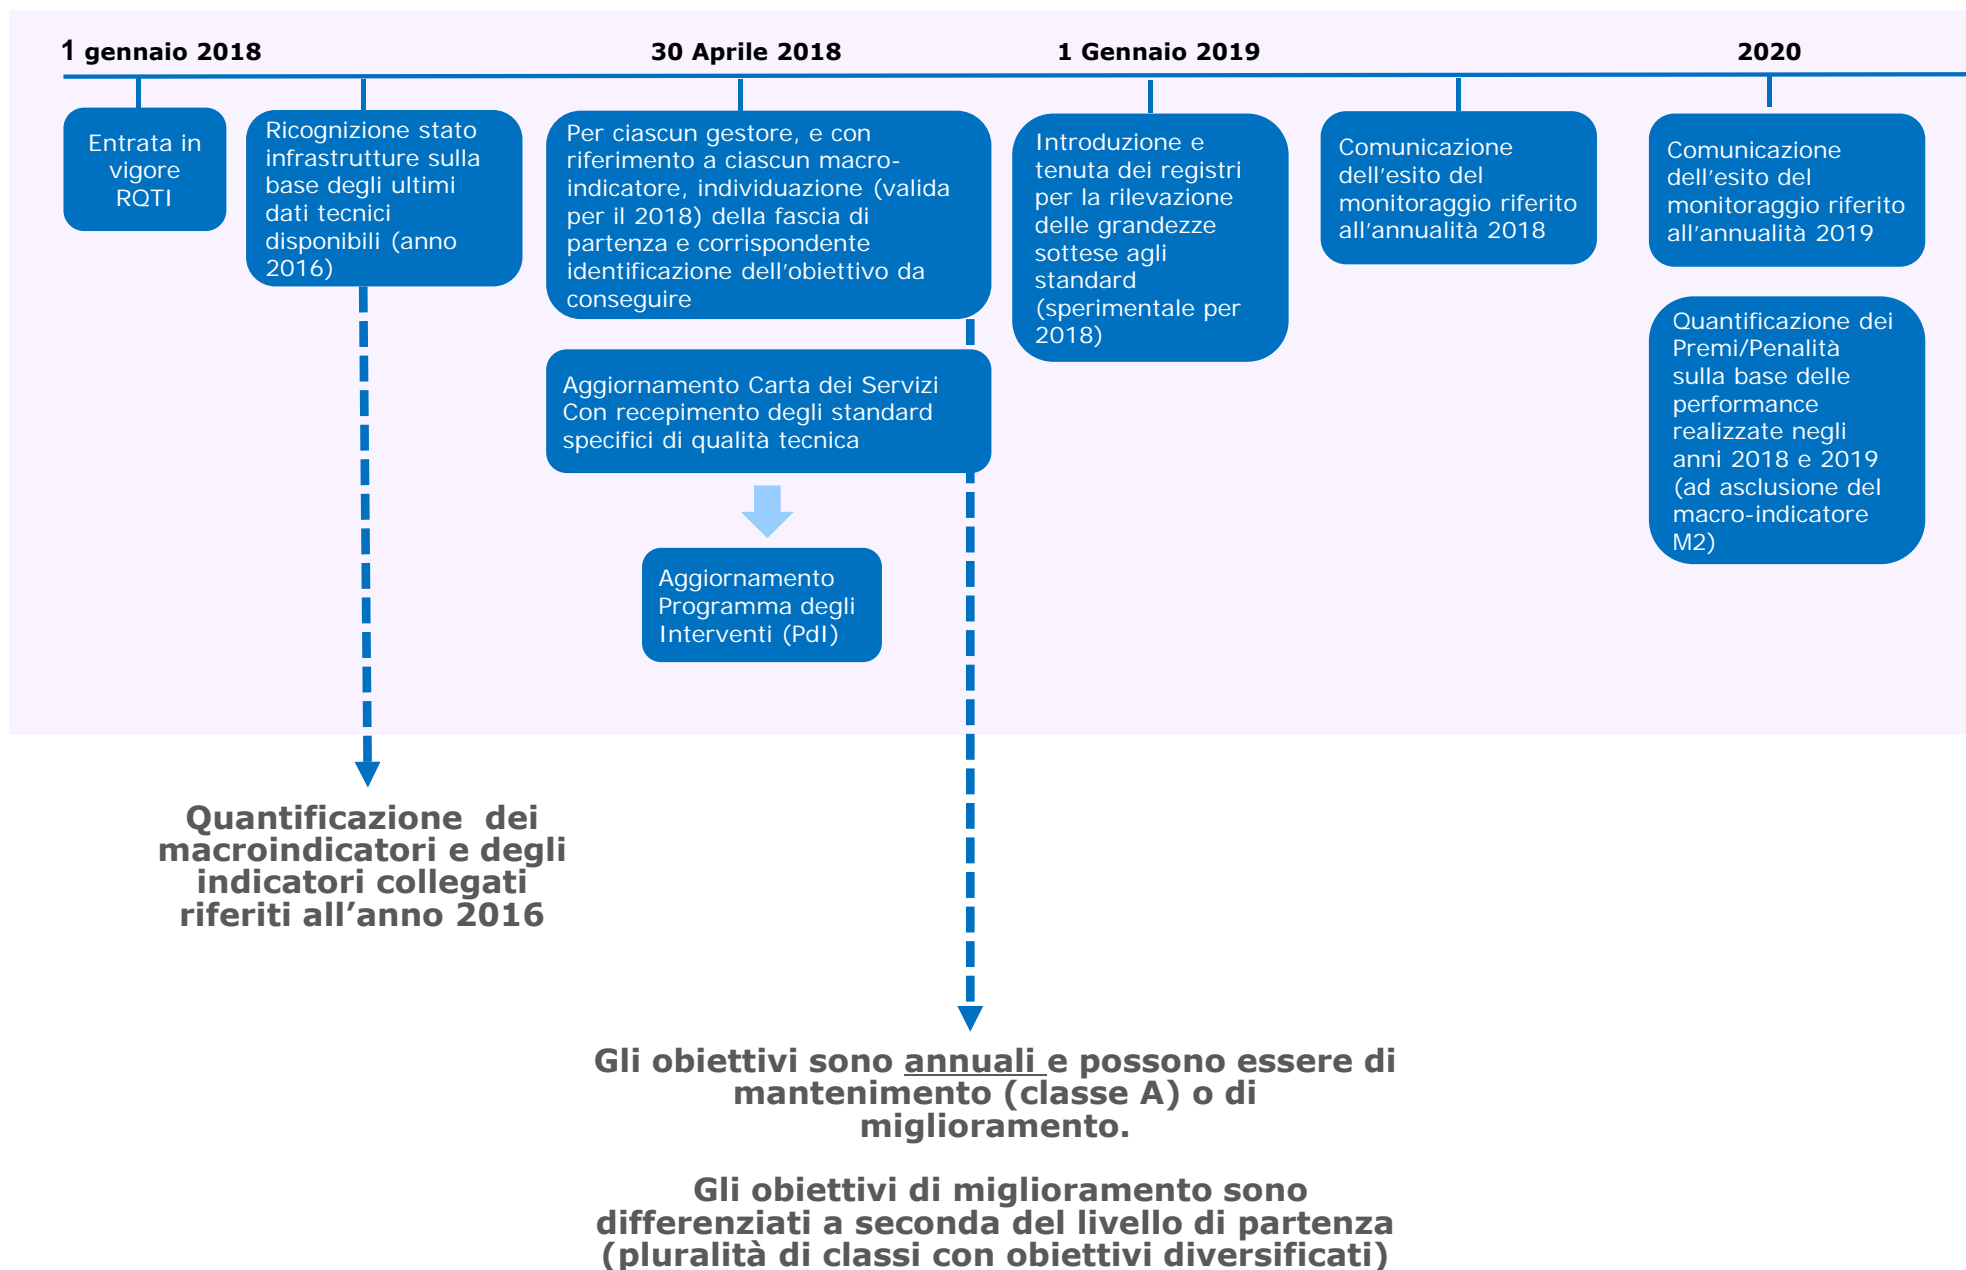 1 gennaio 2018
30 Aprile 2018
1 Gennaio 2019
2020
Entrata in
vigore
RQTI
Ricognizione stato
infrastrutture sulla
base degli ultimi
dati tecnici
disponibili (anno
2016)
Per ciascun gestore, e con
riferimento a ciascun macro-
indicatore, individuazione (valida
per il 2018) della fascia di
partenza e corrispondente
identificazione dell’obiettivo da
conseguire
Aggiornamento Carta dei Servizi
Con recepimento degli standard
specifici di qualità tecnica
Aggiornamento
Programma degli
Interventi (PdI)
Introduzione e
tenuta dei registri
per la rilevazione
delle grandezze
sottese agli
standard
(sperimentale per
2018)
Comunicazione
dell’esito del
monitoraggio riferito
all’annualità 2018
Comunicazione
dell’esito del
monitoraggio riferito
all’annualità 2019
Quantificazione dei
Premi/Penalità
sulla base delle
performance
realizzate negli
anni 2018 e 2019
(ad asclusione del
macro-indicatore
M2)
Quantificazione dei
macroindicatori e degli
indicatori collegati
riferiti all’anno 2016
Gli obiettivi sono annuali e possono essere di
mantenimento (classe A) o di
miglioramento.
Gli obiettivi di miglioramento sono
differenziati a seconda del livello di partenza
(pluralità di classi con obiettivi diversificati)